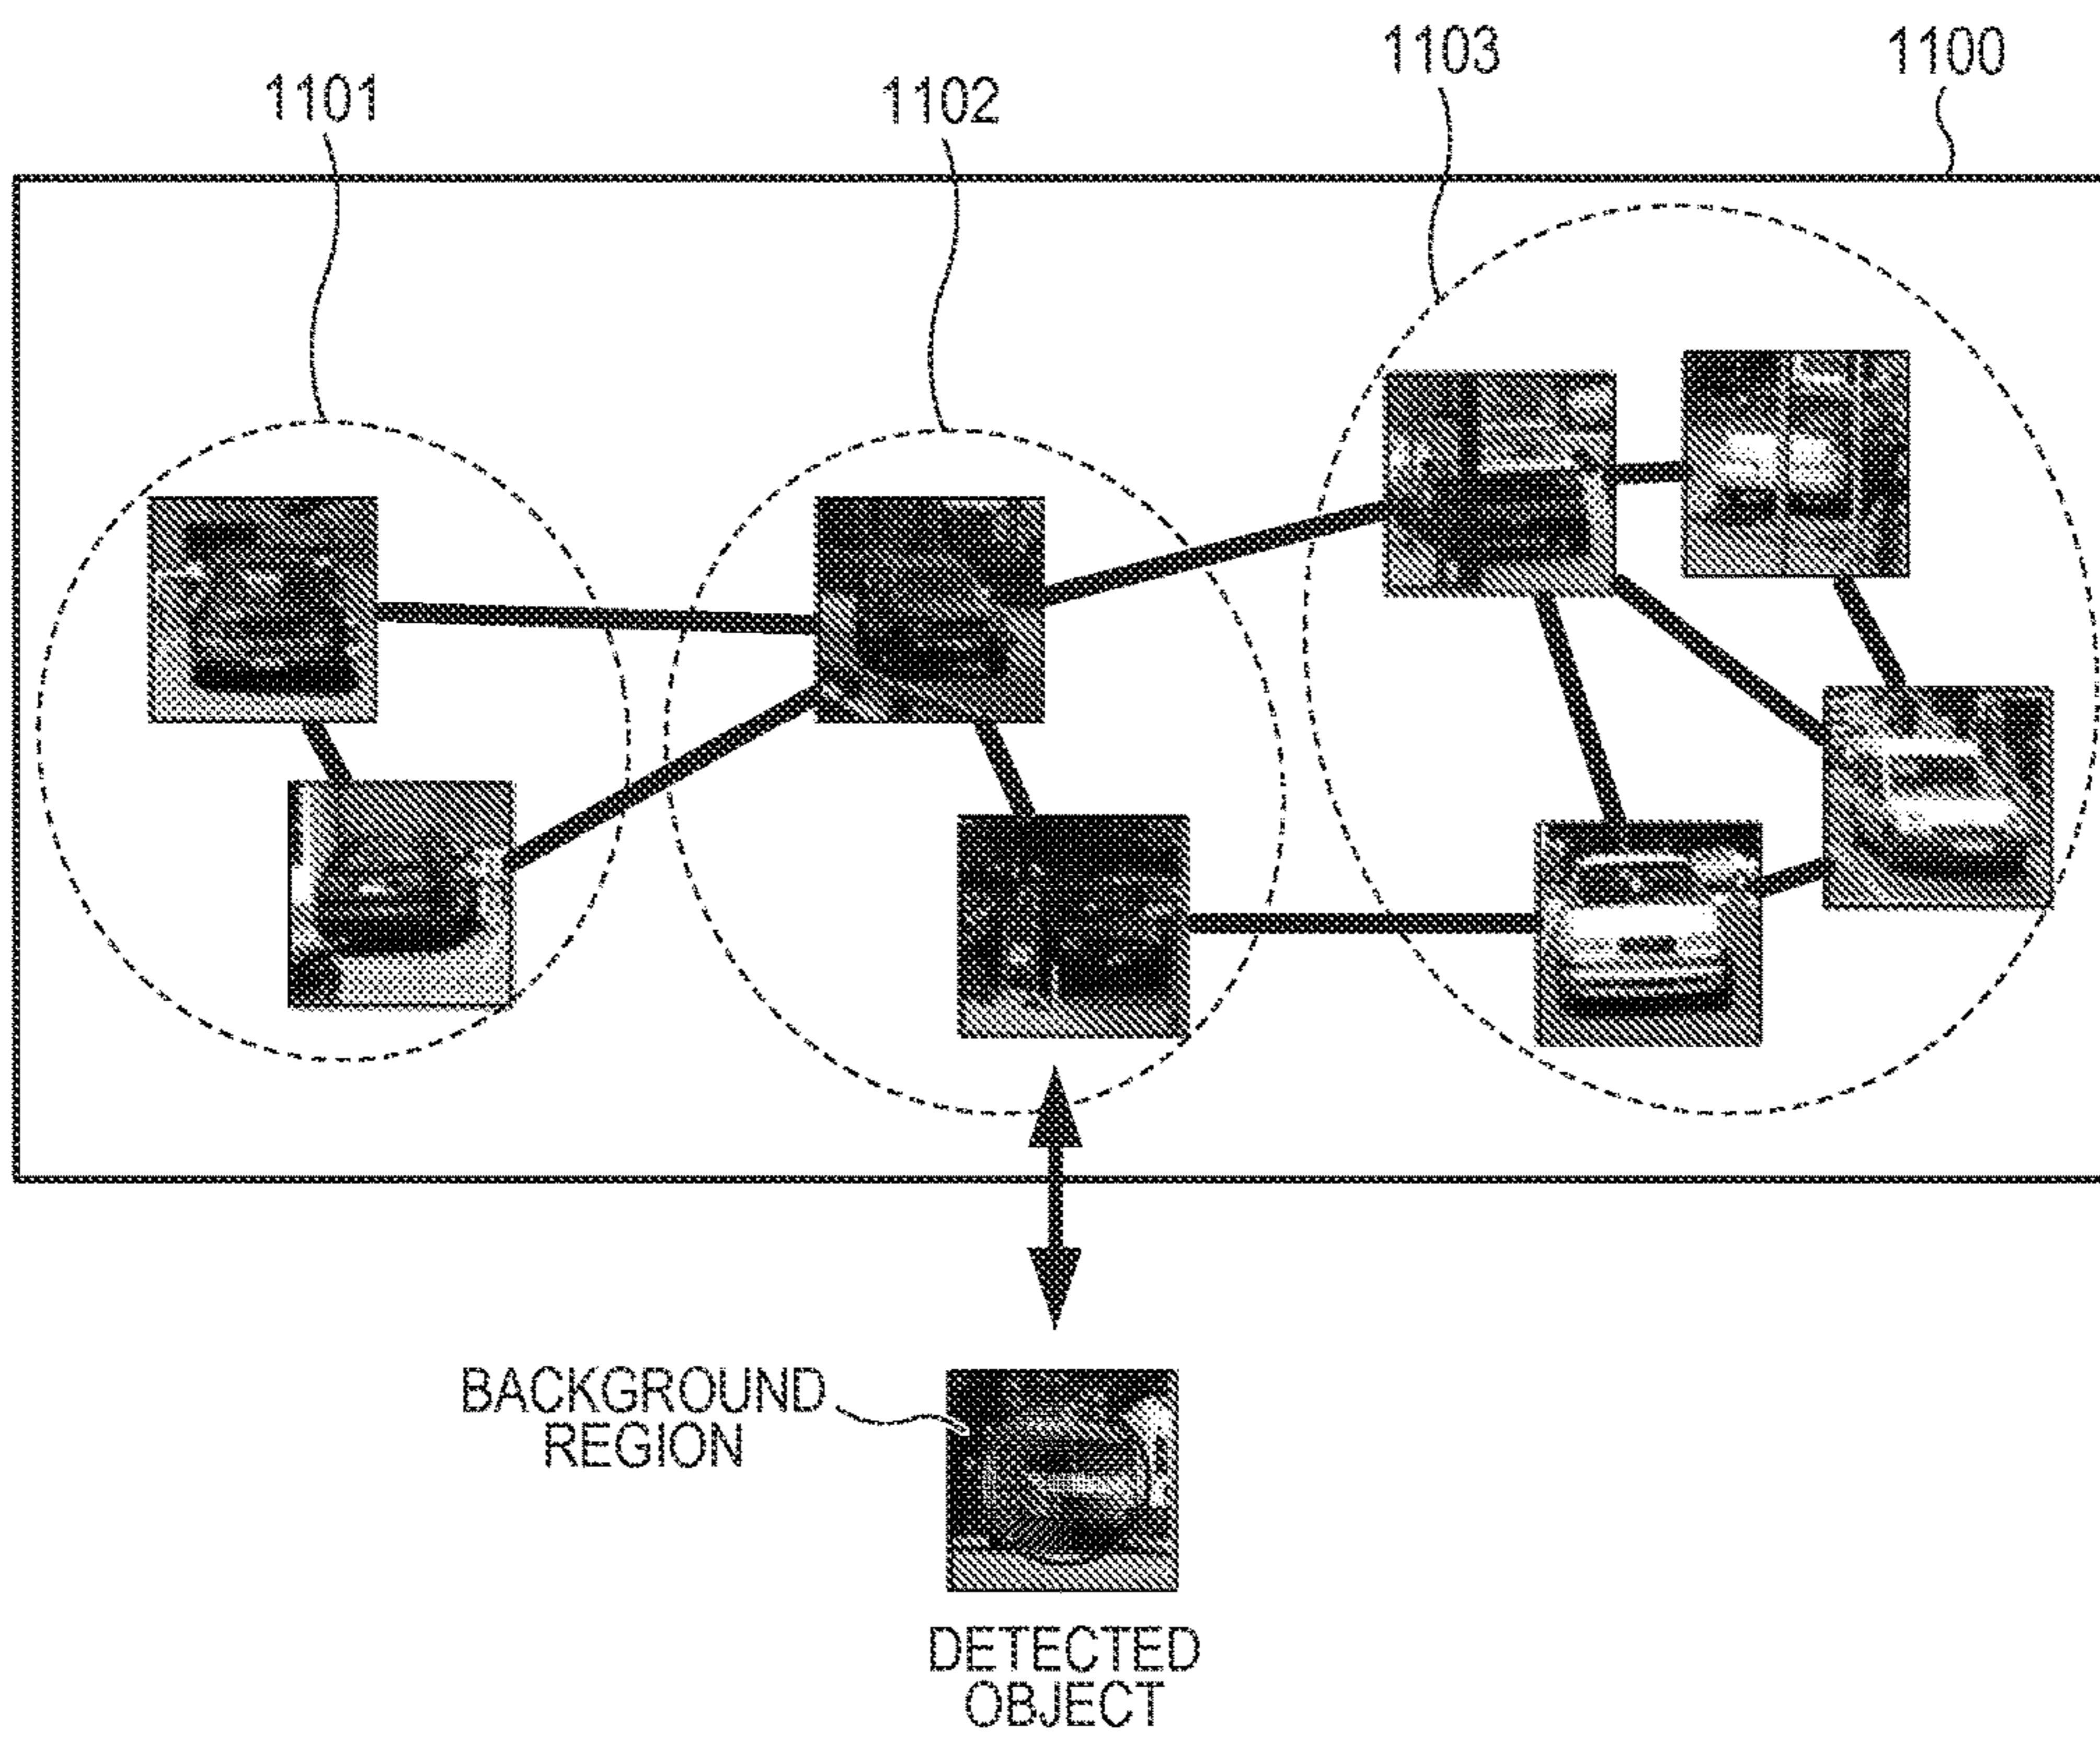 1103
1100
1101
1102
BACKGROUND
REGION
DETECTED
OBJECT